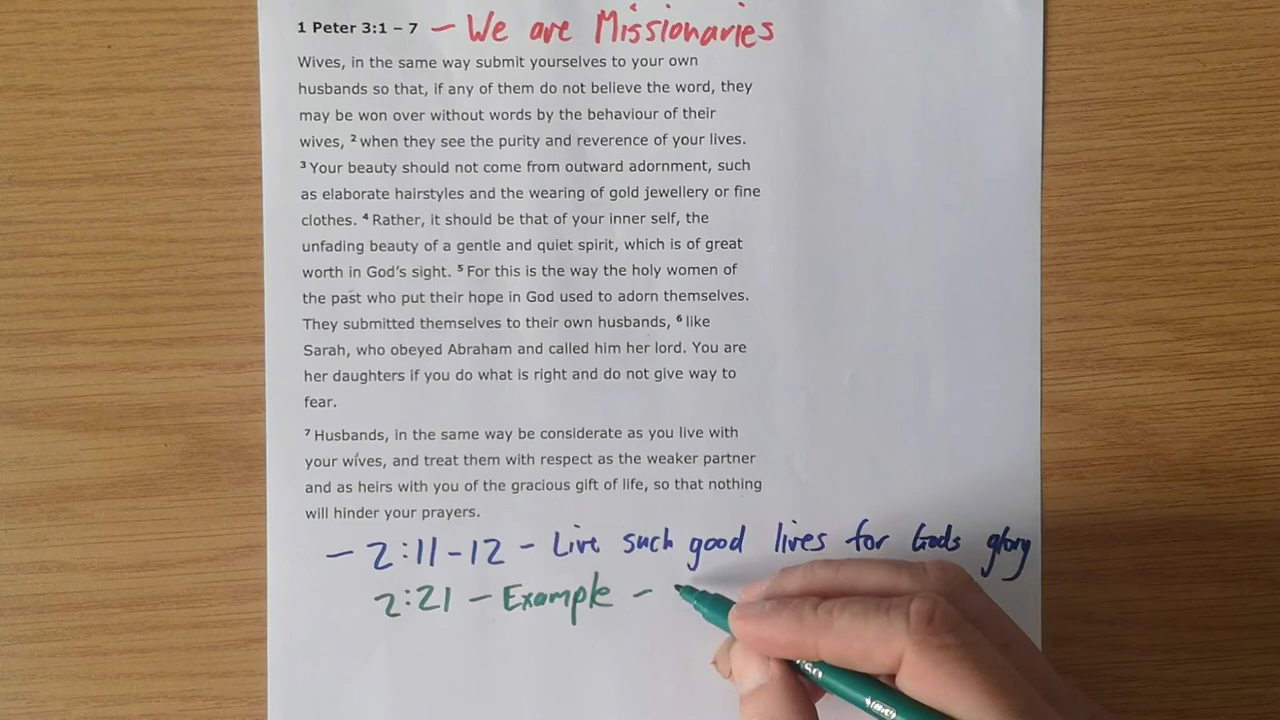 1 Peter 3:1 – 7 – We are Missionaries
Wives, in the same way submit yourselves to your own
husbands so that, if any of them do not believe the word, they
may be won over without words by the behaviour of their
wives, ² when they see the purity and reverence of your lives.
³ Your beauty should not come from outward adornment, such
as elaborate hairstyles and the wearing of gold jewellery or fine
clothes. ⁴ Rather, it should be that of your inner self, the
unfading beauty of a gentle and quiet spirit, which is of great
worth in God's sight. ⁵ For this is the way the holy women of
the past who put their hope in God used to adorn themselves.
They submitted themselves to their own husbands, ⁶ like
Sarah, who obeyed Abraham and called him her lord. You are
her daughters if you do what is right and do not give way to
fear.
⁷ Husbands, in the same way be considerate as you live with
your wives, and treat them with respect as the weaker partner
and as heirs with you of the gracious gift of life, so that nothing
will hinder your prayers.
– 2:11-12 – Live such good lives for Gods glory
2:21 – Example –
BIC